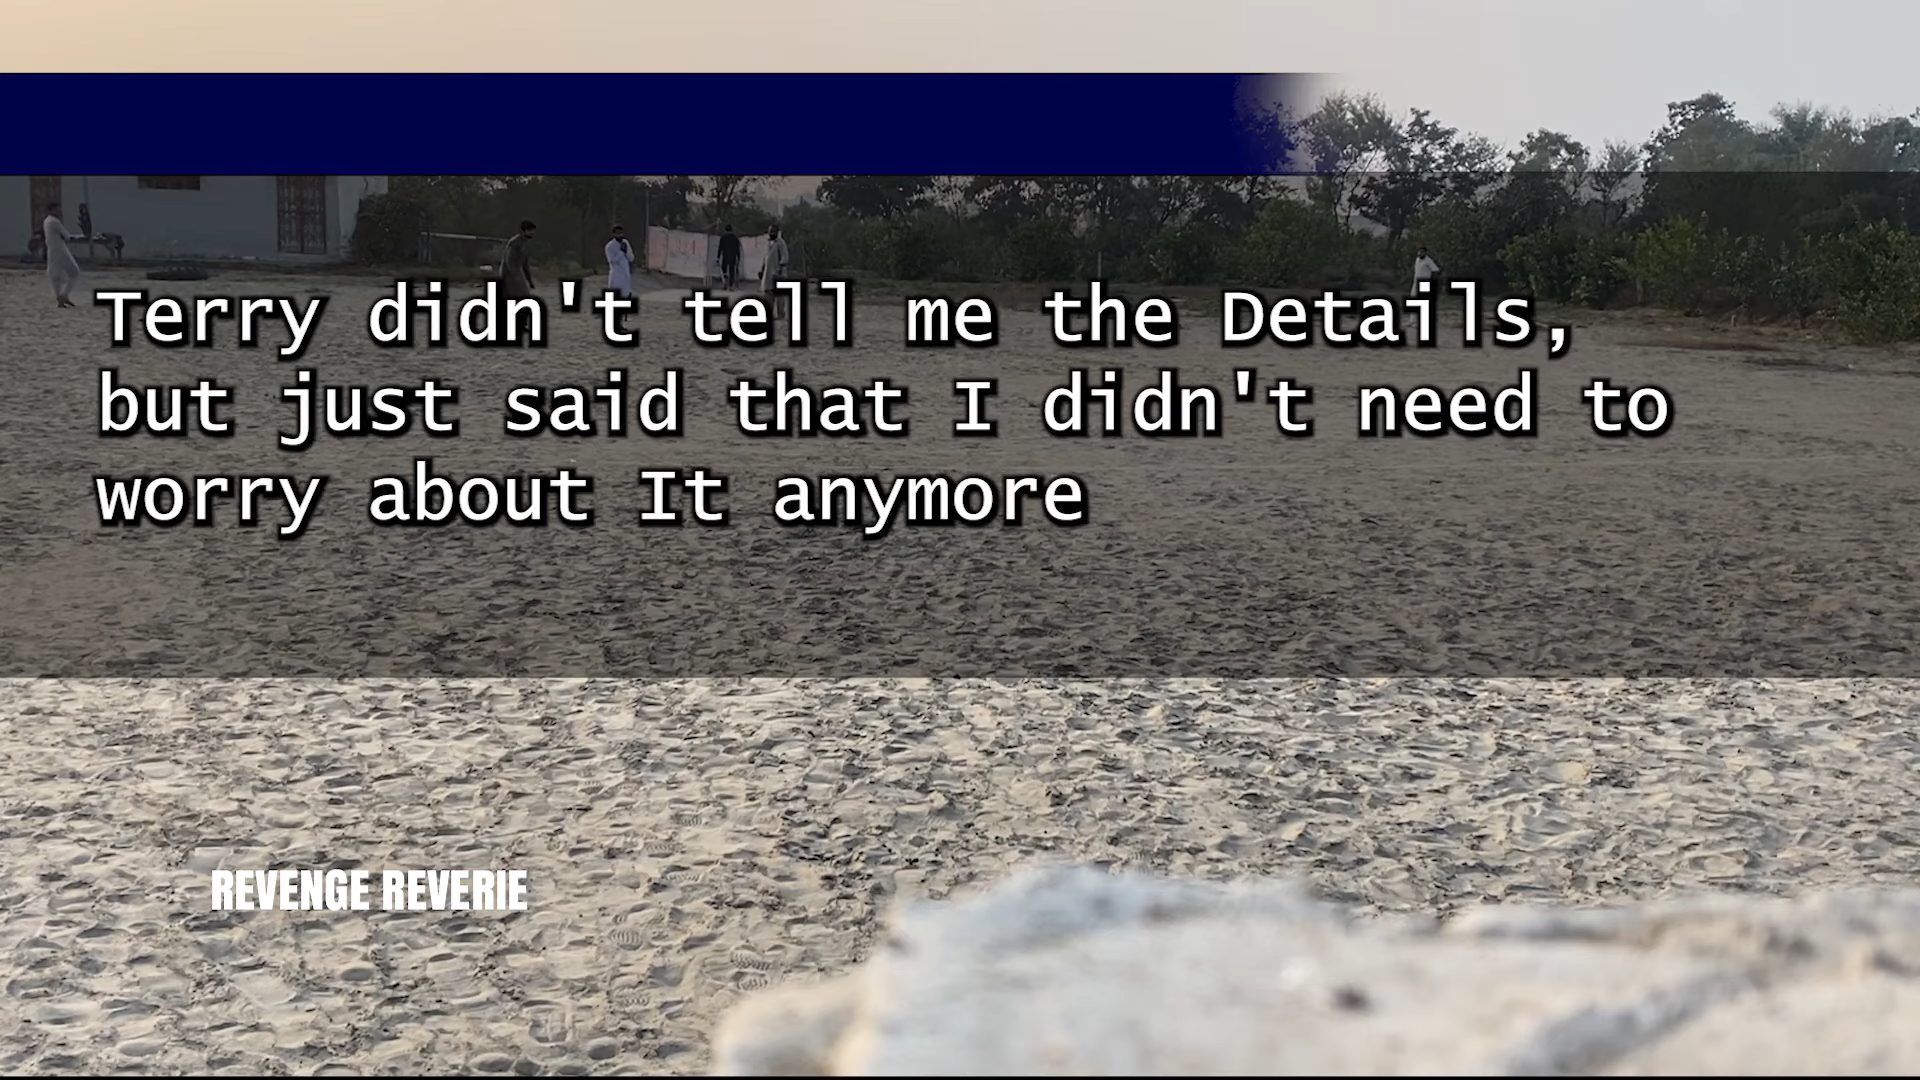 Terry didn't tell me the Details,
but just said that I didn't need to
worry about It anymore
REVENGE REVERIE